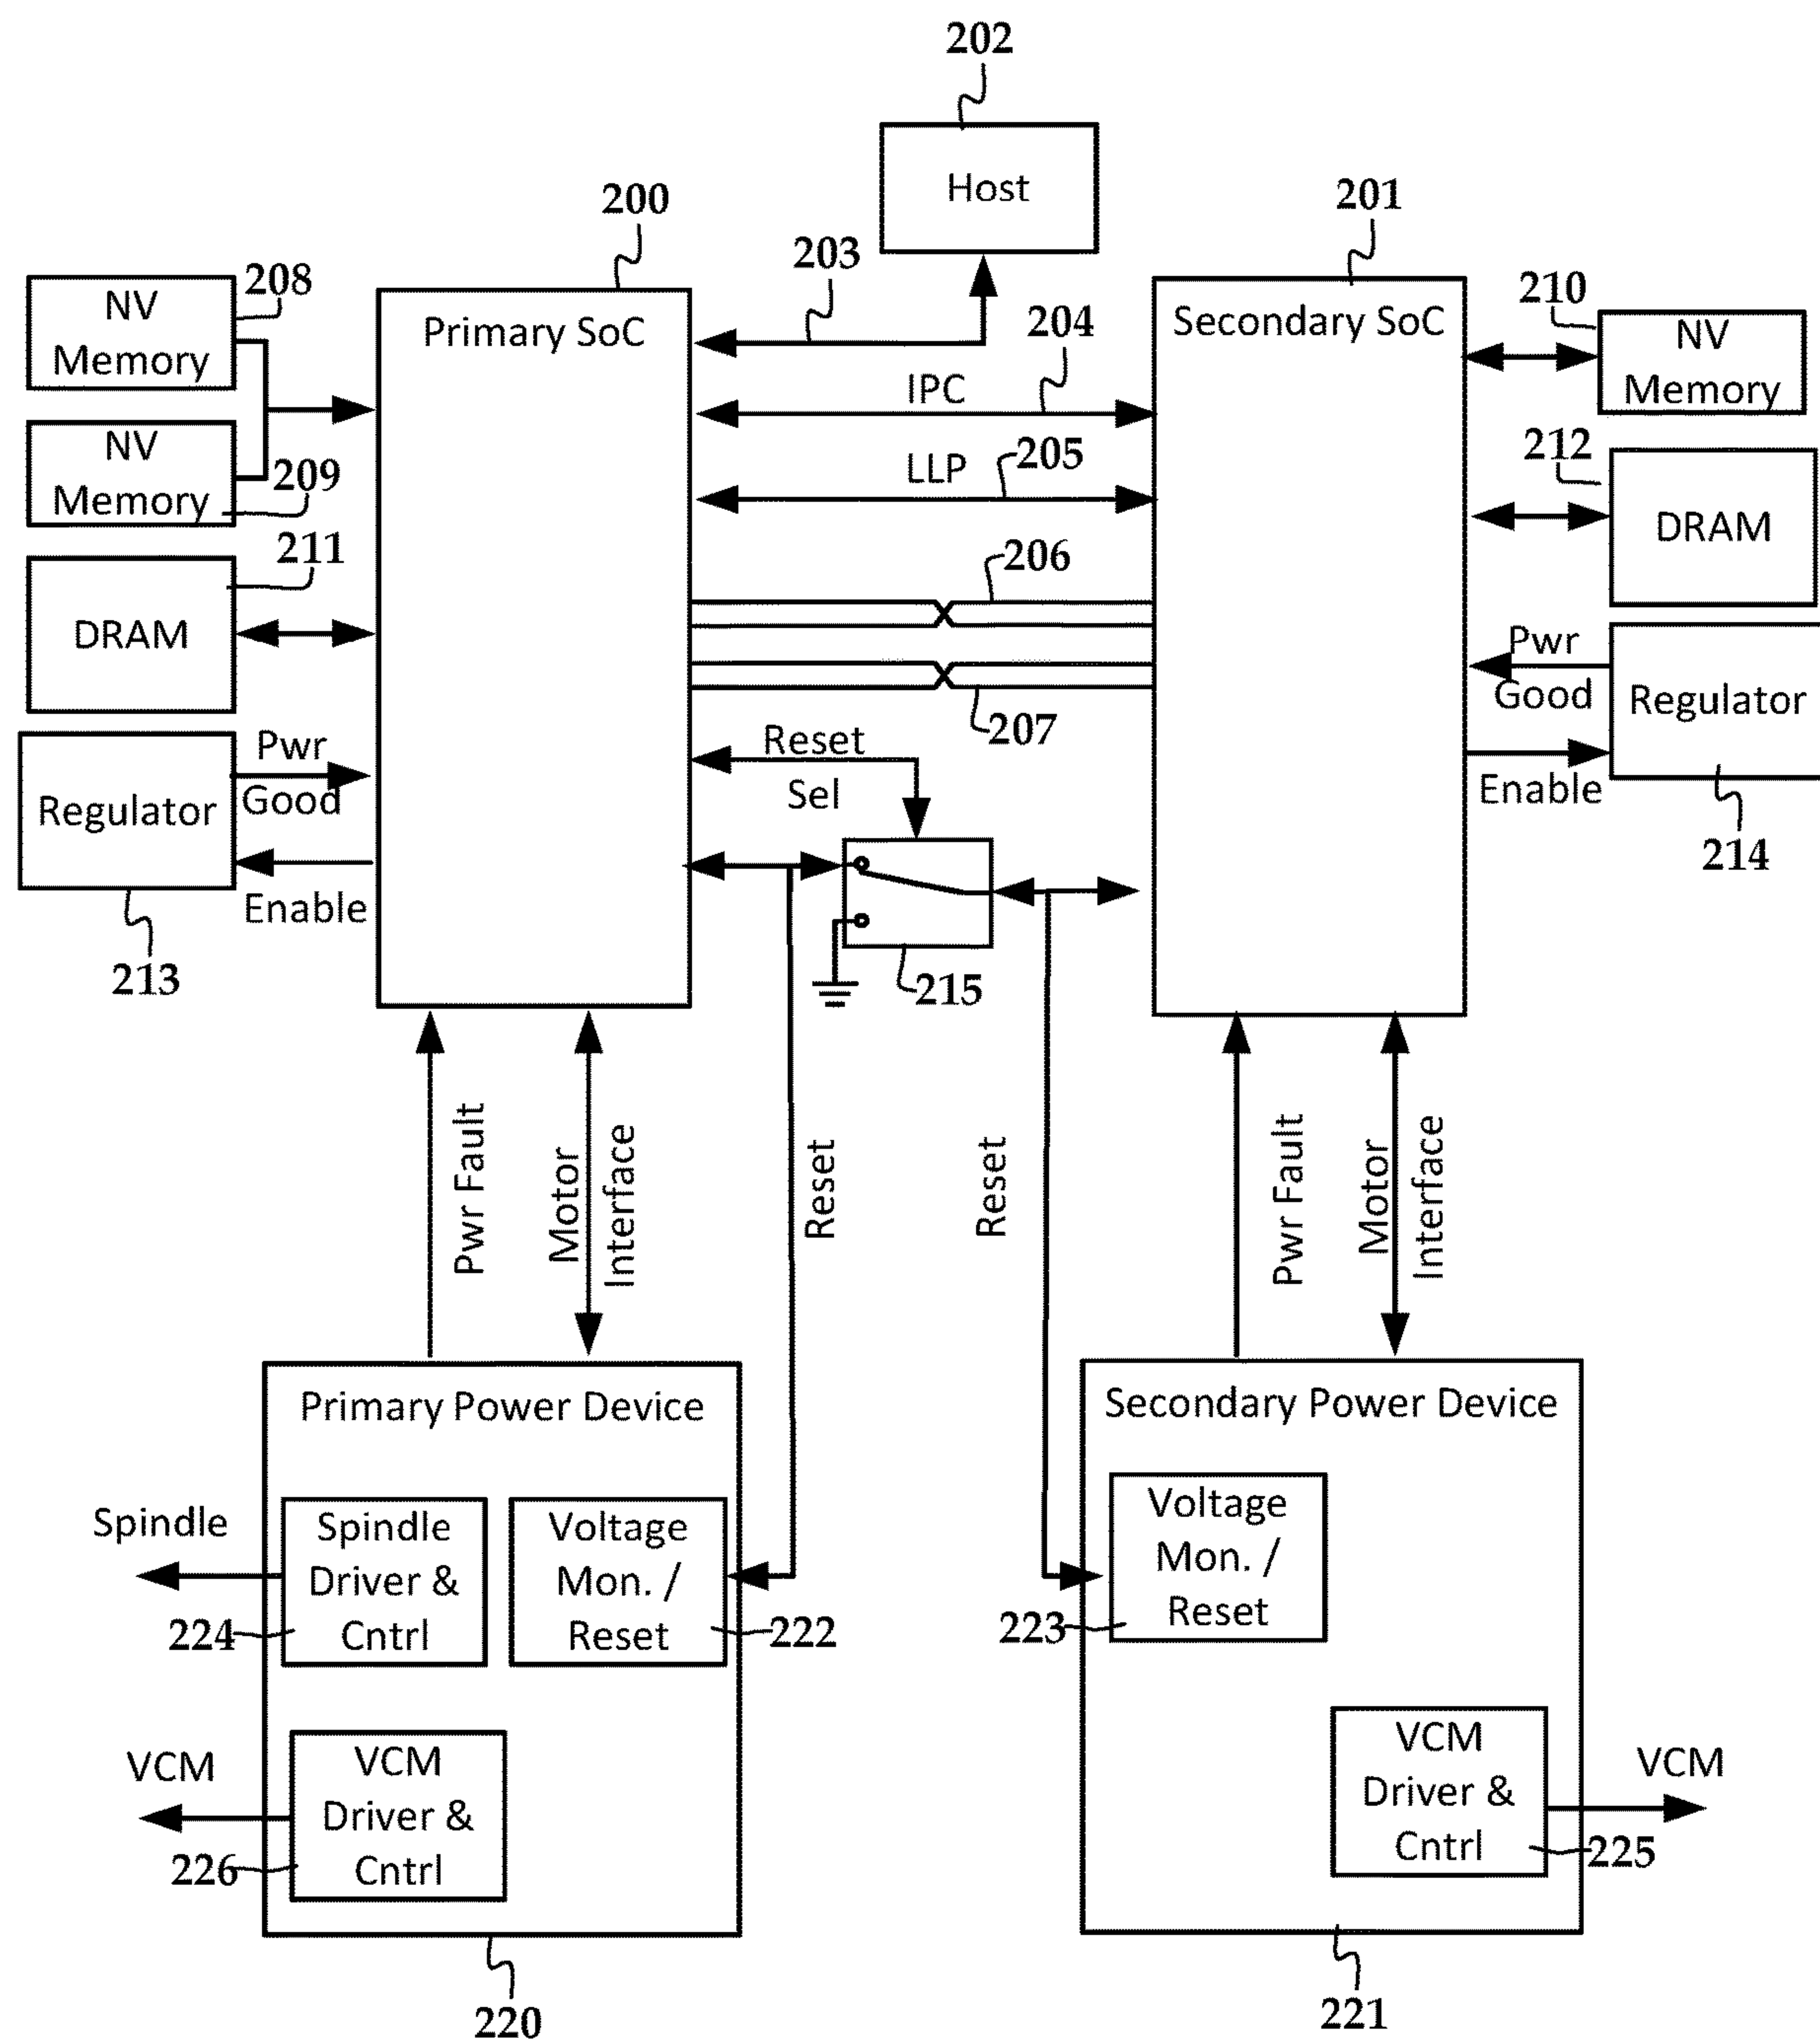 202
Host
200
201
203
208
NV
Memory
Primary SoC
204
Secondary SoC
210
NV
Memory
IPC
NV
Memory
209
LLP
205
212
DRAM
211
DRAM
206
207
Pwr
Good
Regulator
Enable
214
Reset
Sel
Pwr
Good
Regulator
Enable
213
215
Pwr Fault
Motor
Interface
Reset
Reset
Pwr Fault
Motor
Interface
Primary Power Device
Secondary Power Device
Spindle
Spindle
Driver &
Cntrl
224
Voltage
Mon. /
Reset
222
Voltage
Mon. /
Reset
223
VCM
VCM
Driver &
Cntrl
226
VCM
Driver &
Cntrl
225
VCM
220
221